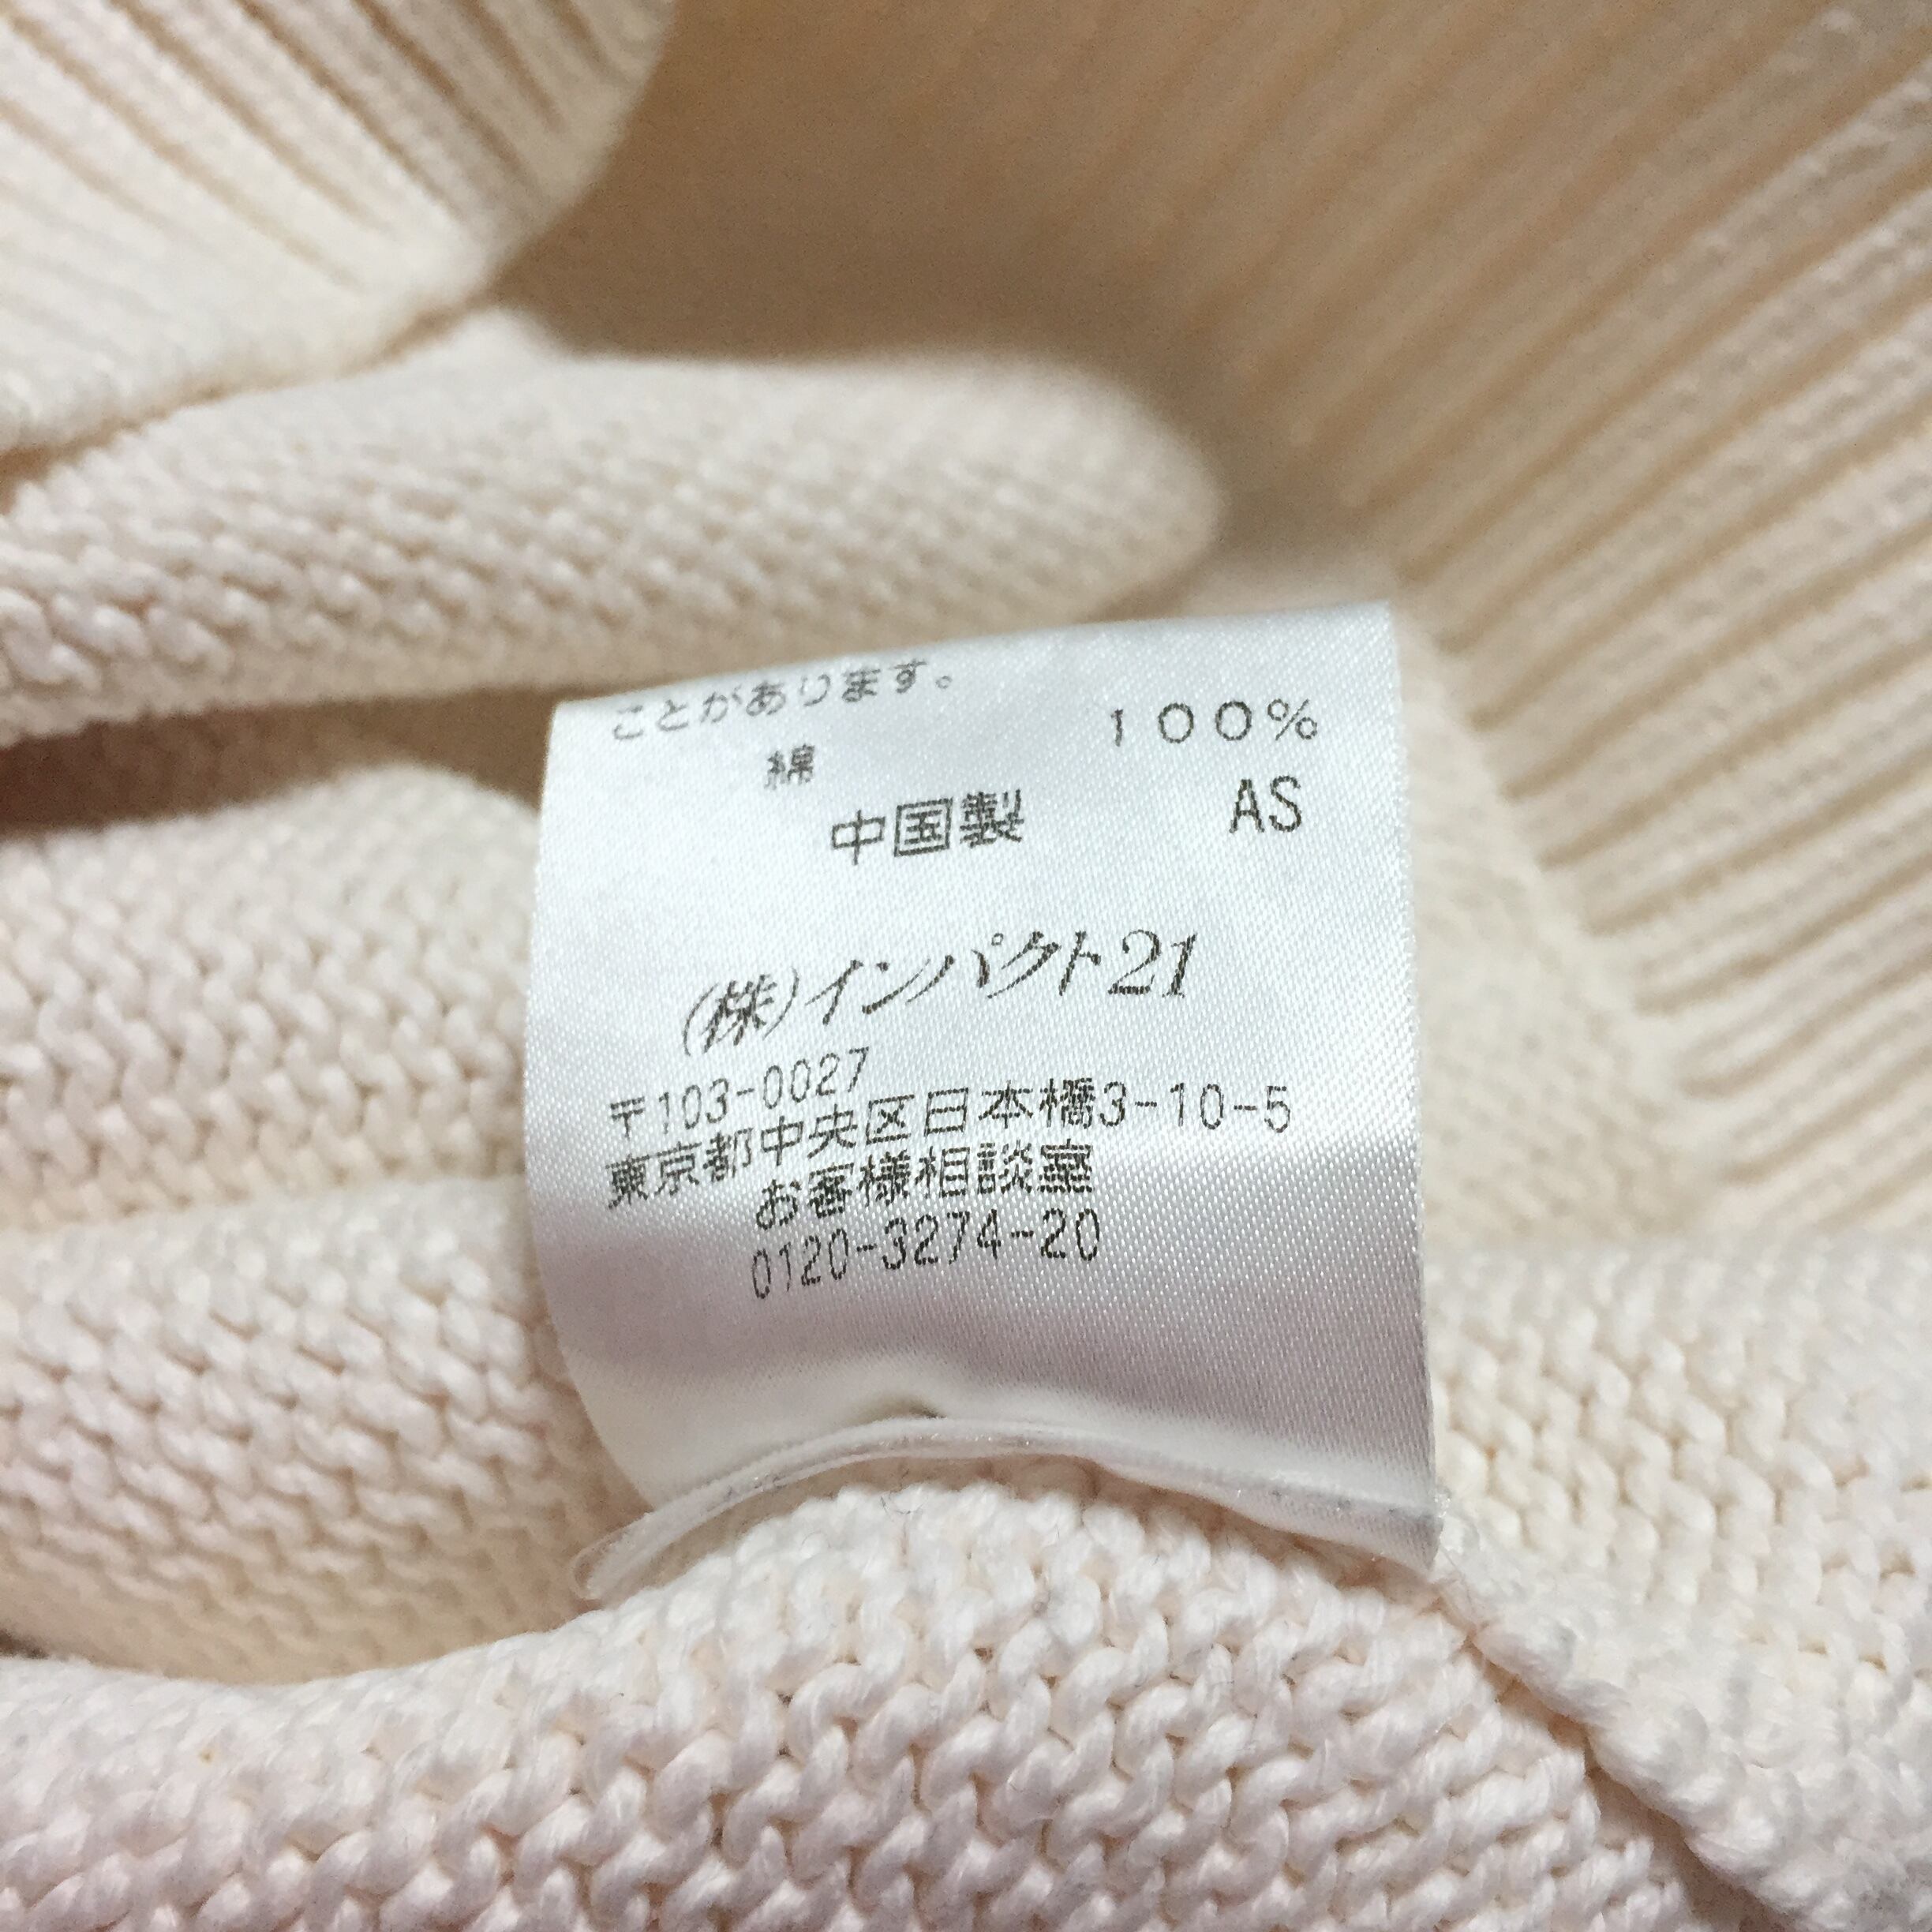 ことがあります。
綿 100%
中国製 AS
(株)インパクト21
〒103-0027
東京都中央区日本橋3-10-5
お客様相談室
0120-3274-20